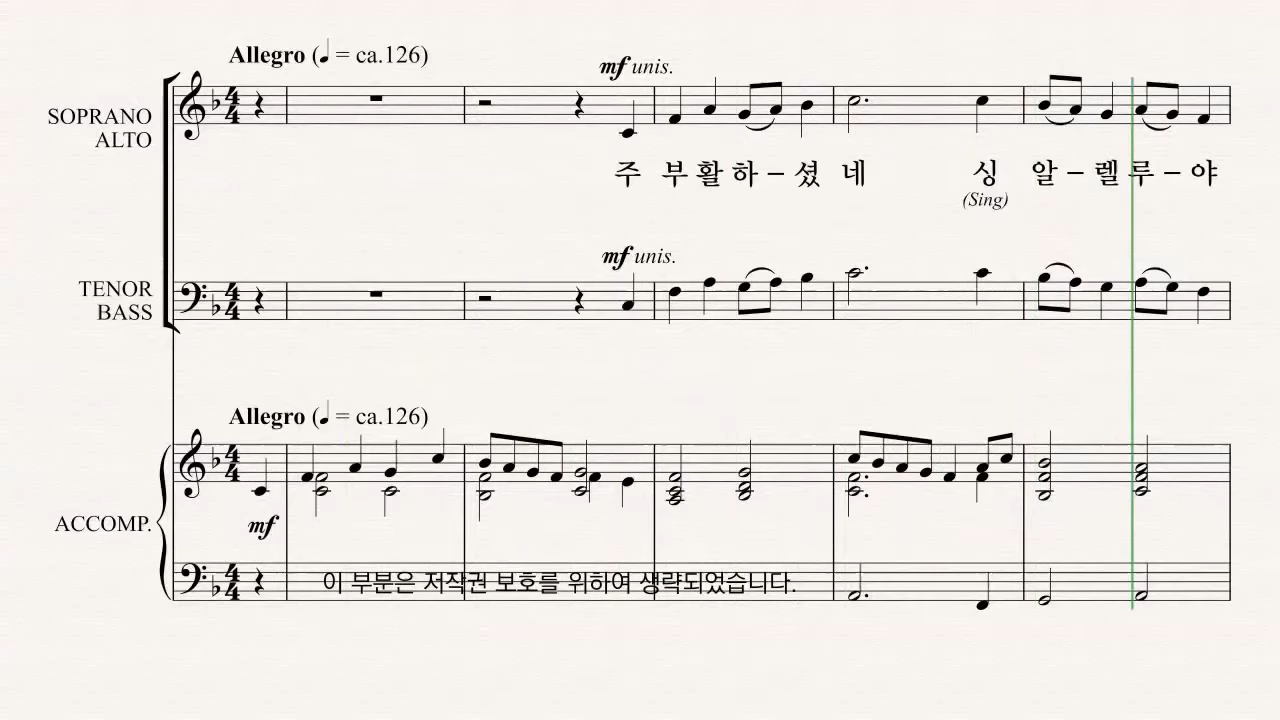 Allegro (♩ = ca.126)
mf unis.
SOPRANO
ALTO
주 부 활 하 – 셨 네 싱 알 – 렐 루 – 야
(Sing)
mf unis.
TENOR
BASS
Allegro (♩ = ca.126)
mf
ACCOMP.
이 부분은 저작권 보호를 위하여 생략되었습니다.